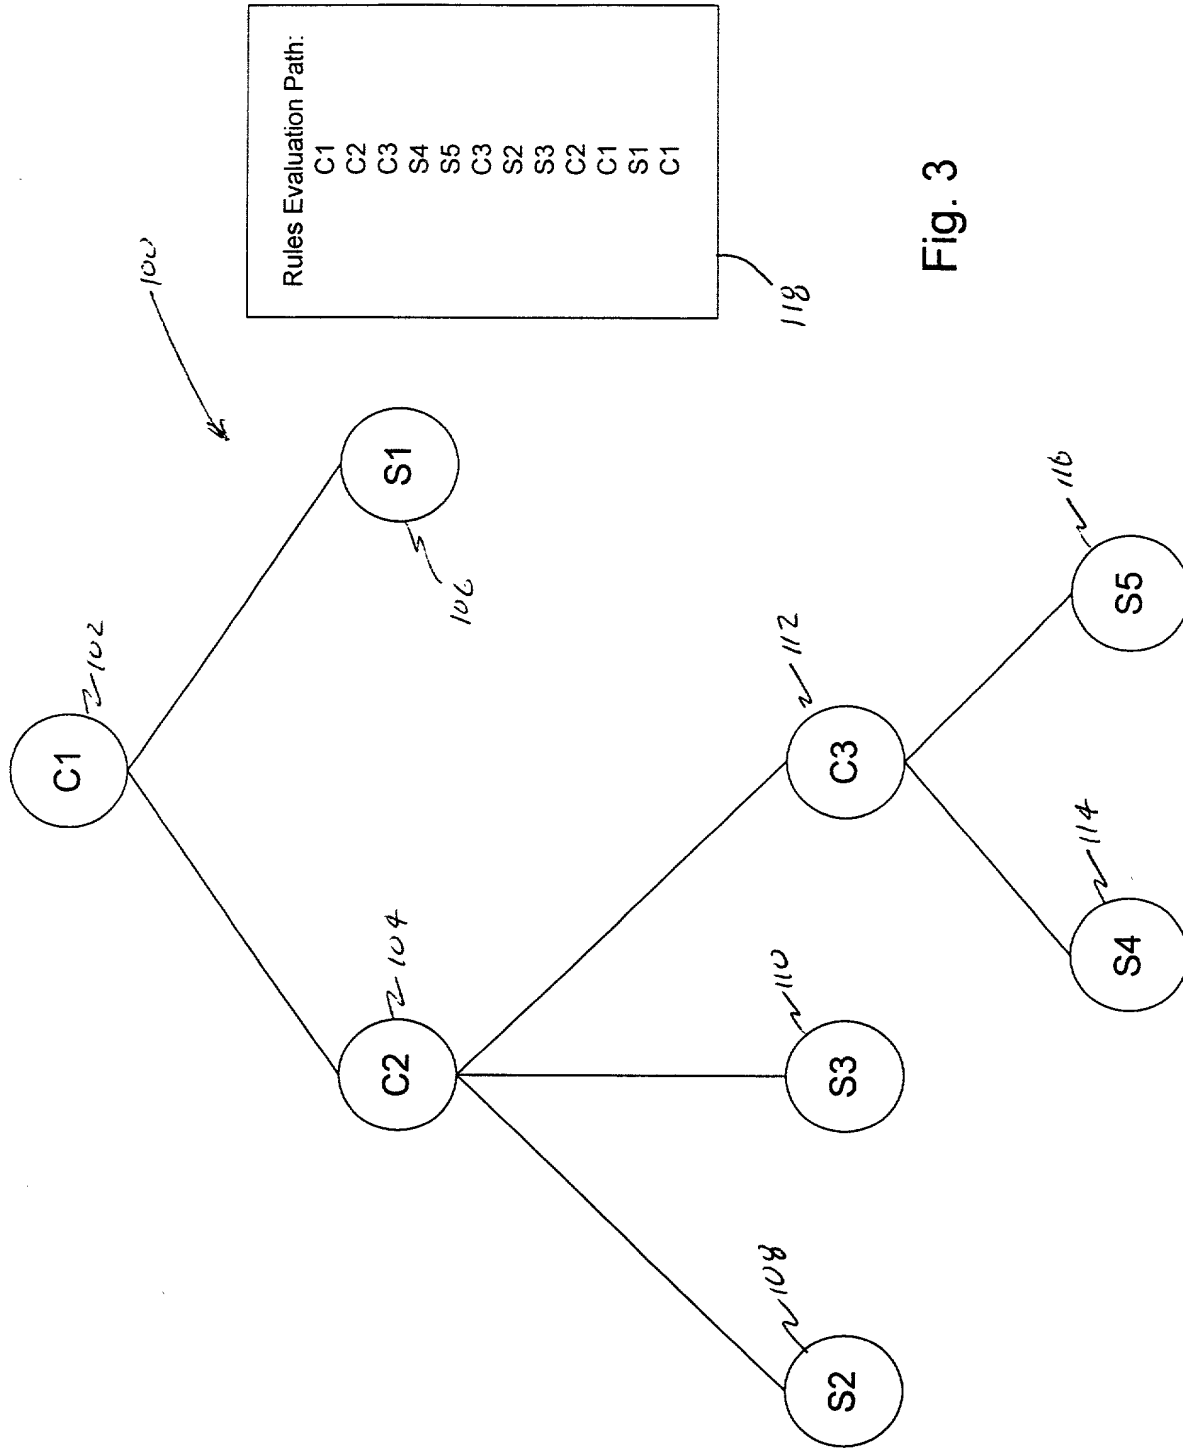 100
C1
102
C2
104
S1
106
S2
108
S3
110
C3
112
S4
114
S5
116
Rules Evaluation Path:
C1
C2
C3
S4
S5
C3
S2
S3
C2
C1
S1
C1
118
Fig. 3